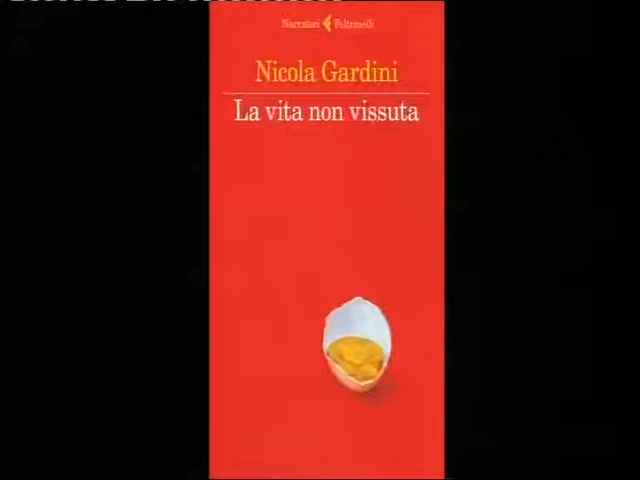 Narratori Feltrinelli
Nicola Gardini
La vita non vissuta